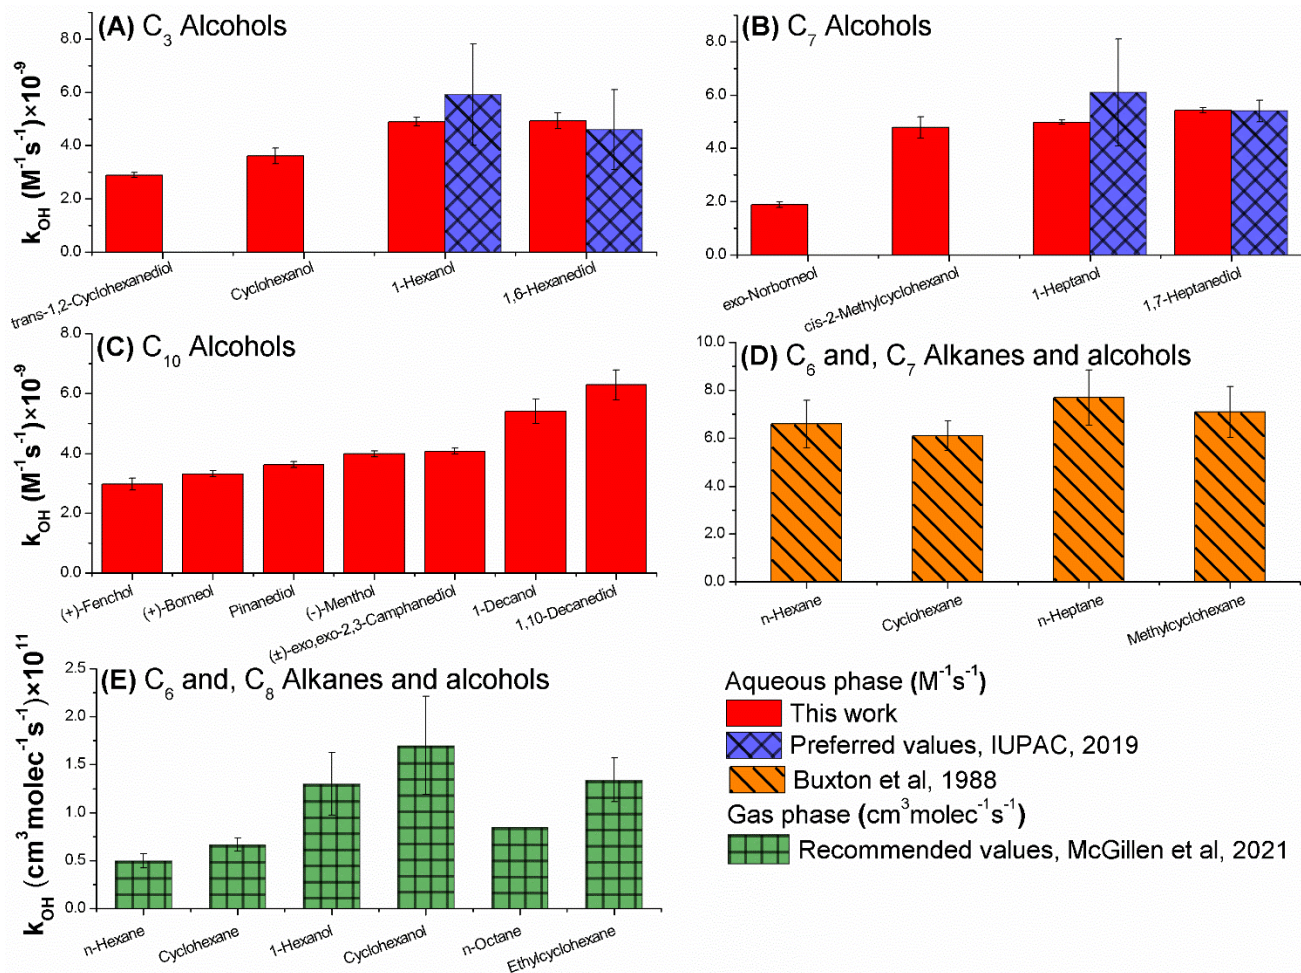 (A) C3 Alcohols
8.0
6.0
4.0
2.0
0.0
kOH (M⁻¹s⁻¹)×10⁻⁹
trans-1,2-Cyclohexanediol
Cyclohexanol
1-Hexanol
1,6-Hexanediol
(B) C7 Alcohols
8.0
6.0
4.0
2.0
0.0
exo-Norborneol
cis-2-Methylcyclohexanol
1-Heptanol
1,7-Heptanediol
(C) C10 Alcohols
8.0
6.0
4.0
2.0
0.0
kOH (M⁻¹s⁻¹)×10⁻⁹
(+)-Fenchol
(+)-Borneol
Pinanediol
(-)-Menthol
(±)-exo,exo-2,3-Camphanediol
1-Decanol
1,10-Decanediol
(D) C6 and, C7 Alkanes and alcohols
10.0
8.0
6.0
4.0
2.0
0.0
n-Hexane
Cyclohexane
n-Heptane
Methylcyclohexane
(E) C6 and, C8 Alkanes and alcohols
2.5
2.0
1.5
1.0
0.5
0.0
kOH (cm³ molec⁻¹s⁻¹)×10¹¹
n-Hexane
Cyclohexane
1-Hexanol
Cyclohexanol
n-Octane
Ethylcyclohexane
Aqueous phase (M⁻¹s⁻¹)
This work
Preferred values, IUPAC, 2019
Buxton et al, 1988
Gas phase (cm³molec⁻¹s⁻¹)
Recommended values, McGillen et al, 2021